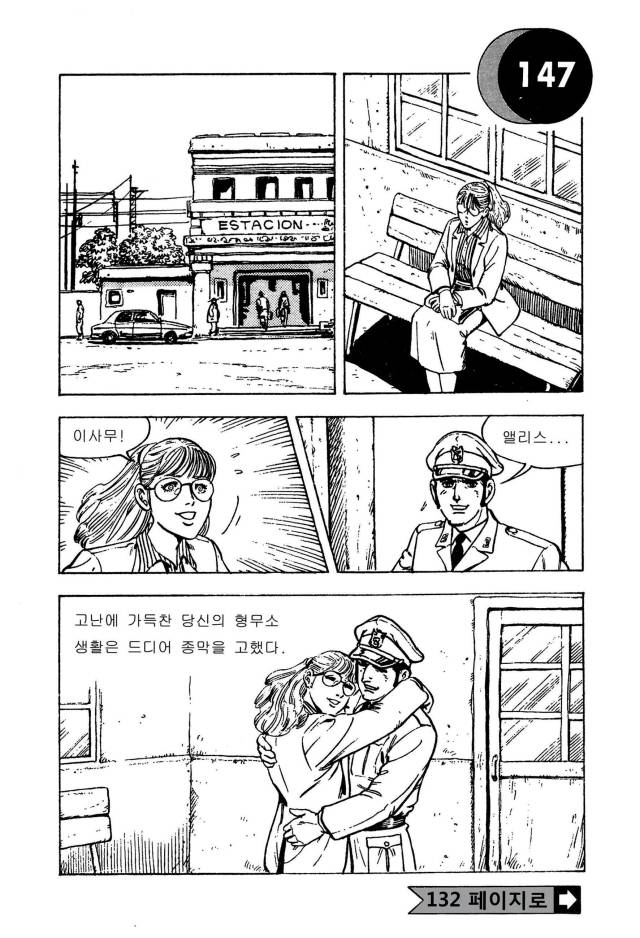 147
ESTACION
이사무!
앨리스...
고난에 가득찬 당신의 형무소
생활은 드디어 종막을 고했다.
132 페이지로